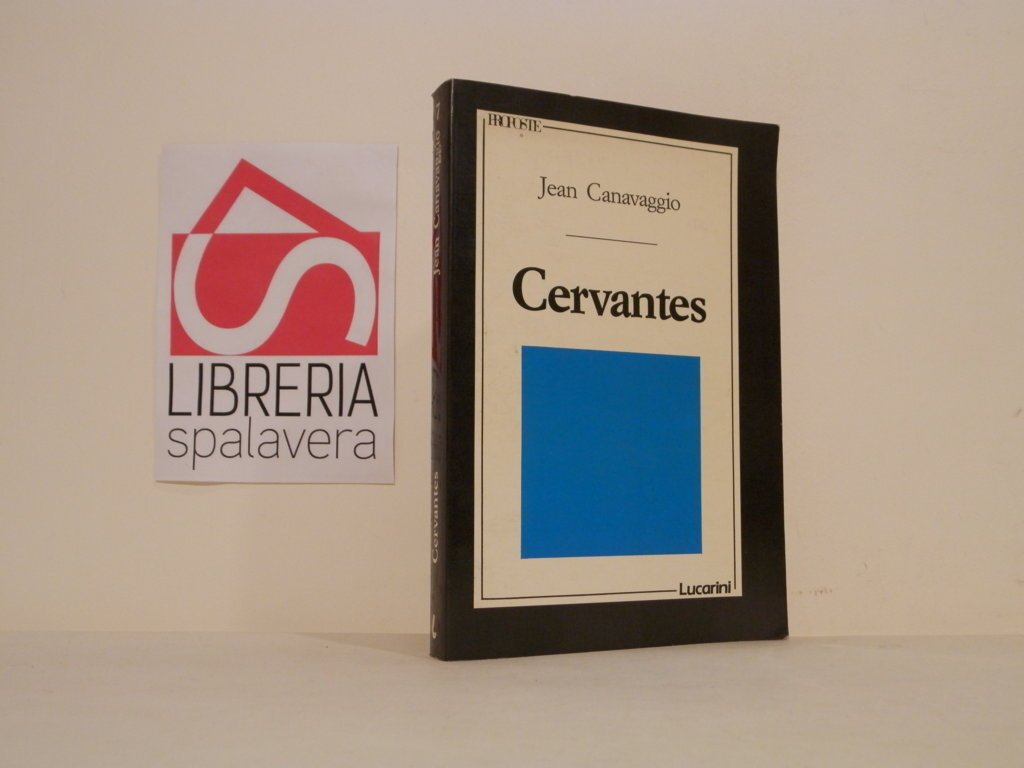 LIBRERIA
spalavera
Jean Canavaggio
Cervantes
PROPOSTE
Jean Canavaggio
Cervantes
Lucarini